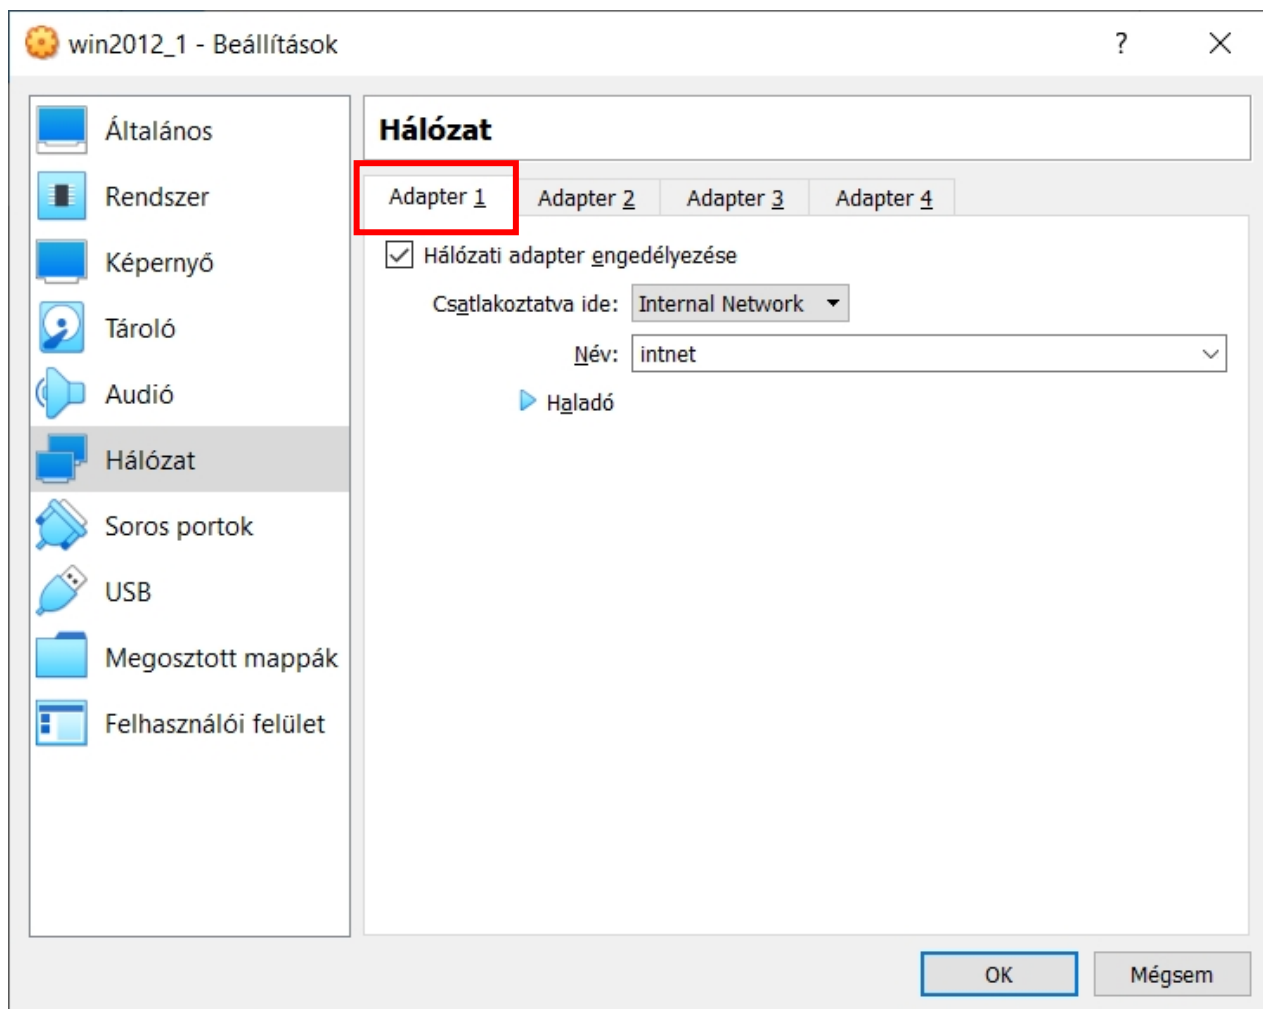 win2012_1 - Beállítások
?
Általános
Rendszer
Képernyő
Tároló
Audió
Hálózat
Soros portok
USB
Megosztott mappák
Felhasználói felület
Hálózat
Adapter 1
Adapter 2
Adapter 3
Adapter 4
Hálózati adapter engedélyezése
Csatlakoztatva ide: Internal Network
Név: intnet
Haladó
OK
Mégsem